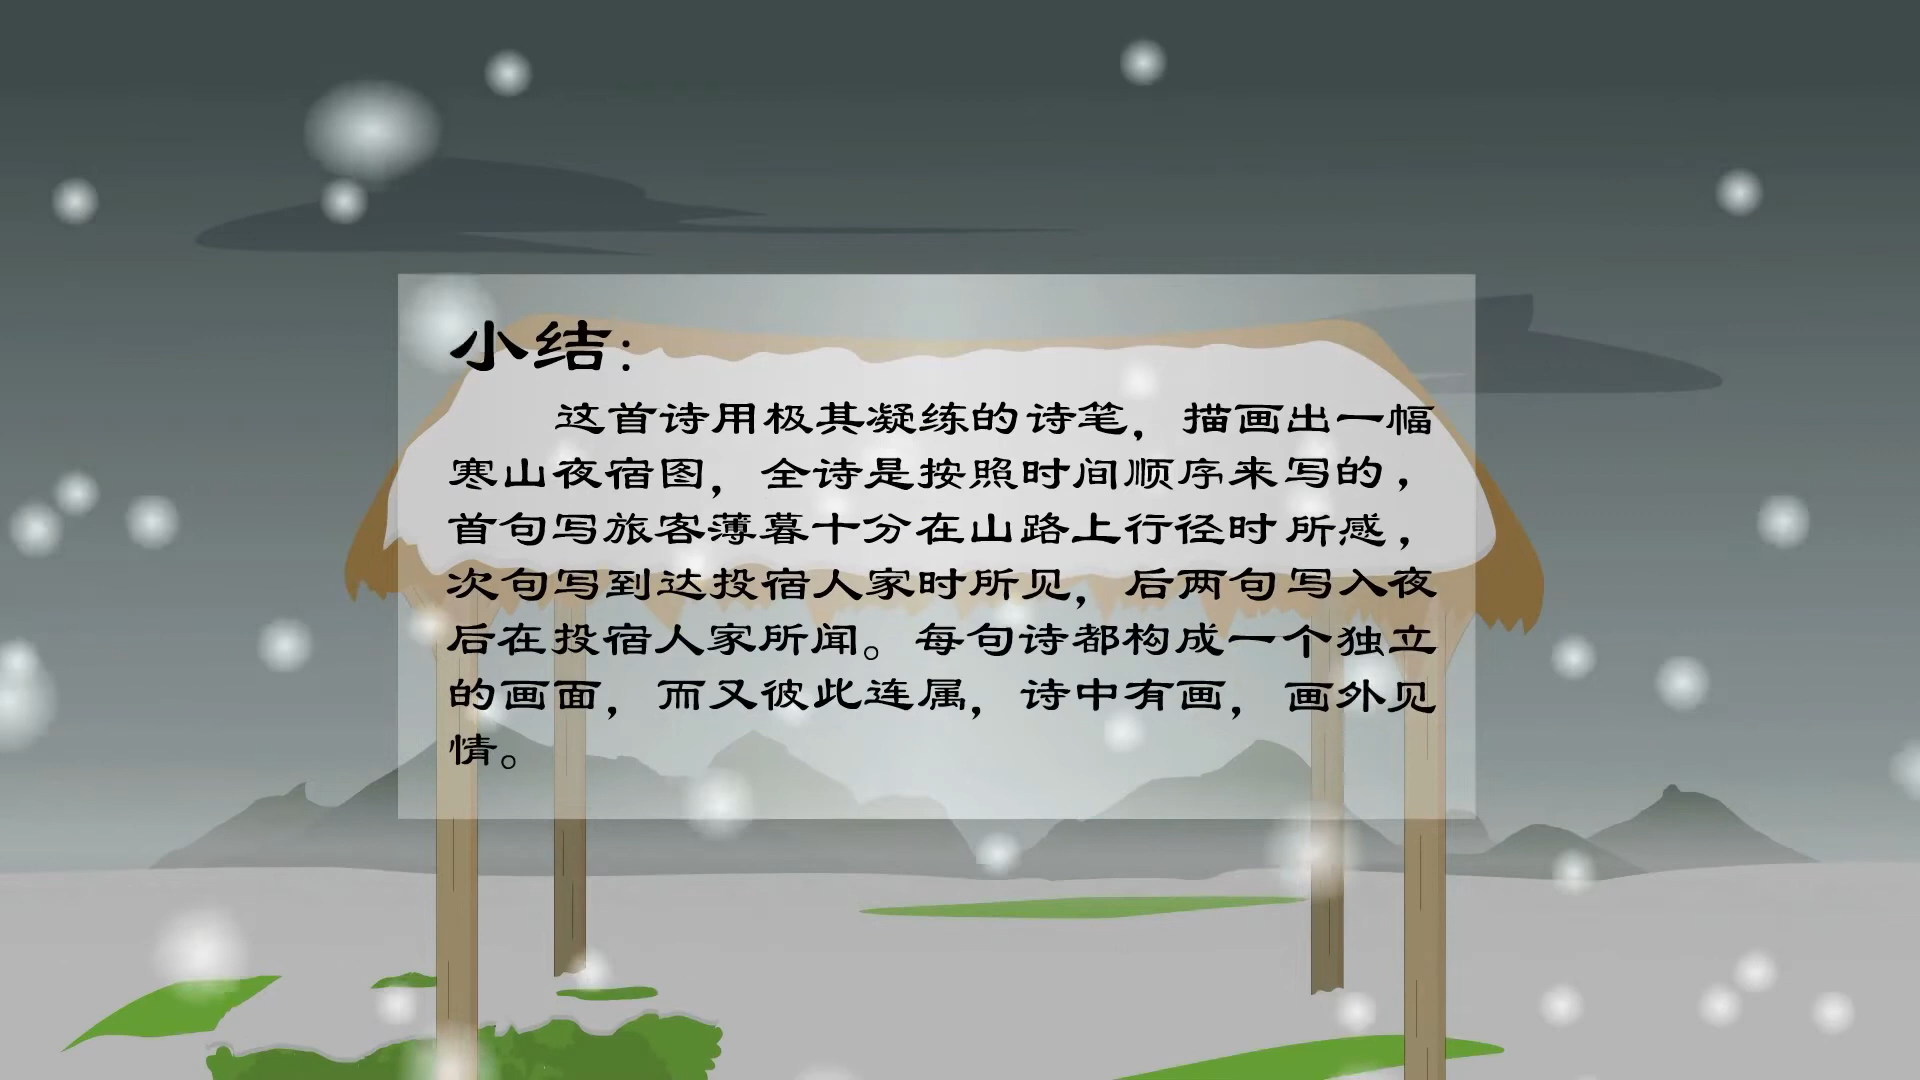 小结：
这首诗用极其凝练的诗笔，描画出一幅
寒山夜宿图，全诗是按照时间顺序来写的，
首句写旅客薄暮十分在山路上行径时所感，
次句写到达投宿人家时所见，后两句写入夜
后在投宿人家所闻。每句诗都构成一个独立
的画面，而又彼此连属，诗中有画，画外见
情。